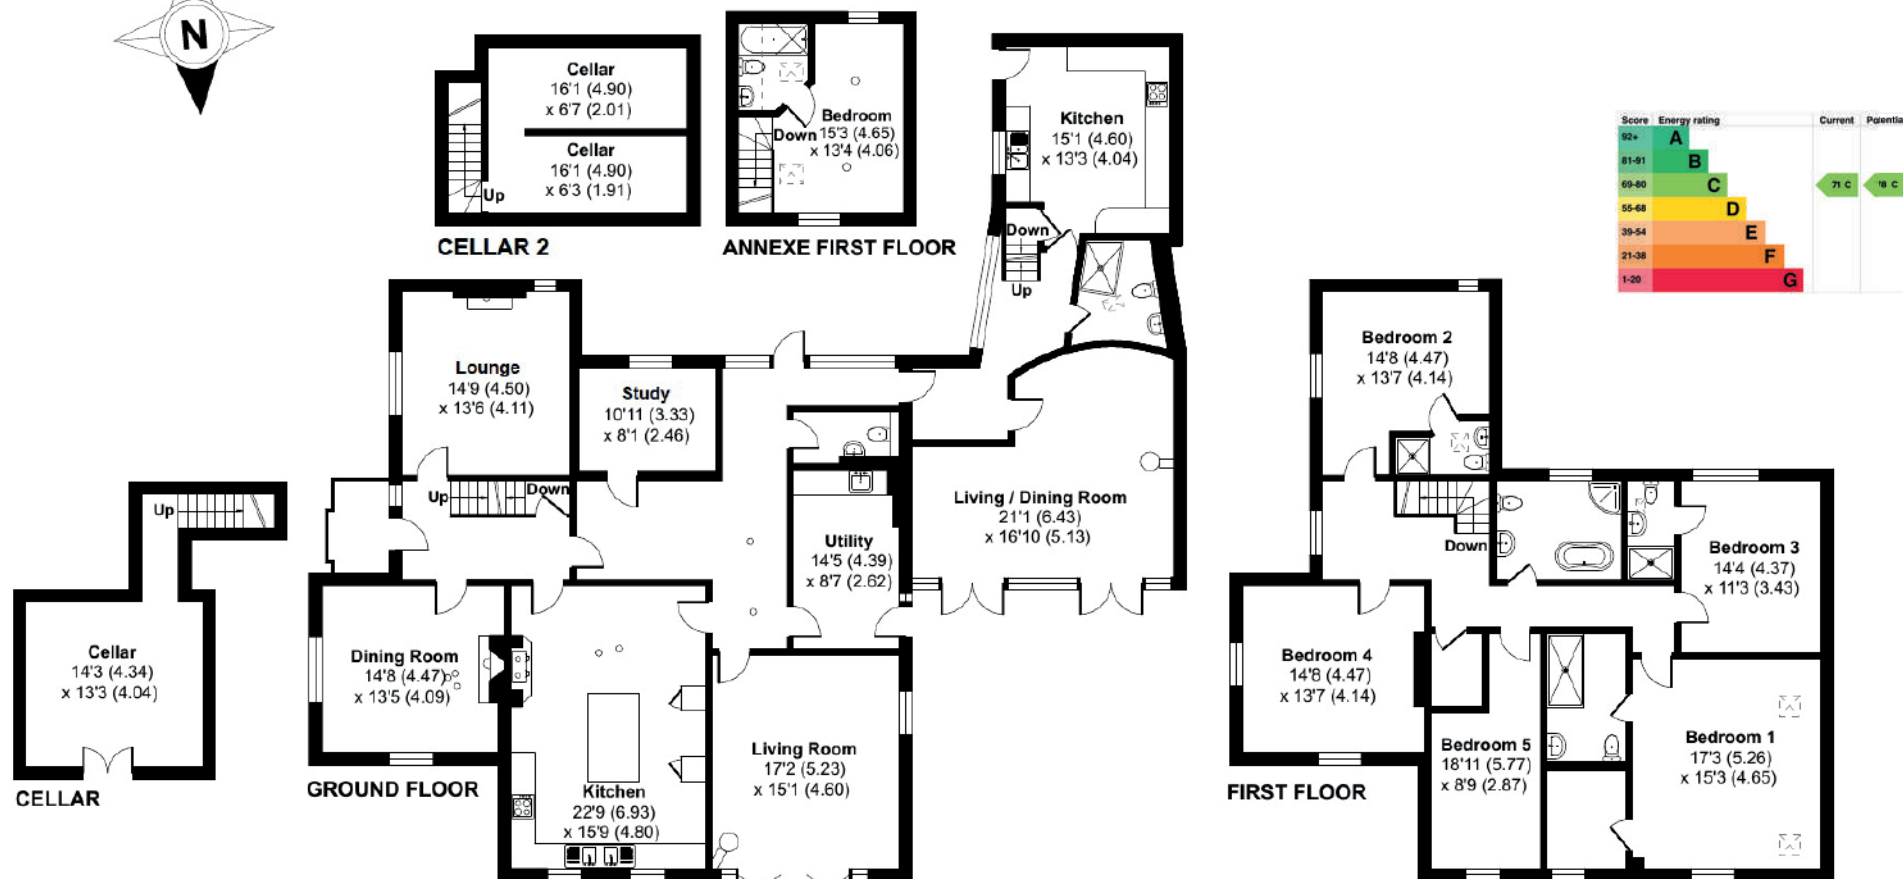 N
Cellar
16'1 (4.90)
x 6'7 (2.01)
Cellar
16'1 (4.90)
x 6'3 (1.91)
Up
CELLAR 2
Bedroom
15'3 (4.65)
x 13'4 (4.06)
Down
ANNEXE FIRST FLOOR
Kitchen
15'1 (4.60)
x 13'3 (4.04)
Down
Up
Score Energy rating Current
92+ A
81-91 B
69-80 C 71 C
55-68 D
39-54 E
21-38 F
1-20 G
Lounge
14'9 (4.50)
x 13'6 (4.11)
Study
10'11 (3.33)
x 8'1 (2.46)
Up
Down
Living / Dining Room
21'1 (6.43)
x 16'10 (5.13)
Utility
14'5 (4.39)
x 8'7 (2.62)
Dining Room
14'8 (4.47)
x 13'5 (4.09)
Kitchen
22'9 (6.93)
x 15'9 (4.80)
Living Room
17'2 (5.23)
x 15'1 (4.60)
GROUND FLOOR
Up
Cellar
14'3 (4.34)
x 13'3 (4.04)
CELLAR
Bedroom 2
14'8 (4.47)
x 13'7 (4.14)
Down
Bedroom 3
14'4 (4.37)
x 11'3 (3.43)
Bedroom 4
14'8 (4.47)
x 13'7 (4.14)
Bedroom 5
18'11 (5.77)
x 8'9 (2.87)
Bedroom 1
17'3 (5.26)
x 15'3 (4.65)
FIRST FLOOR